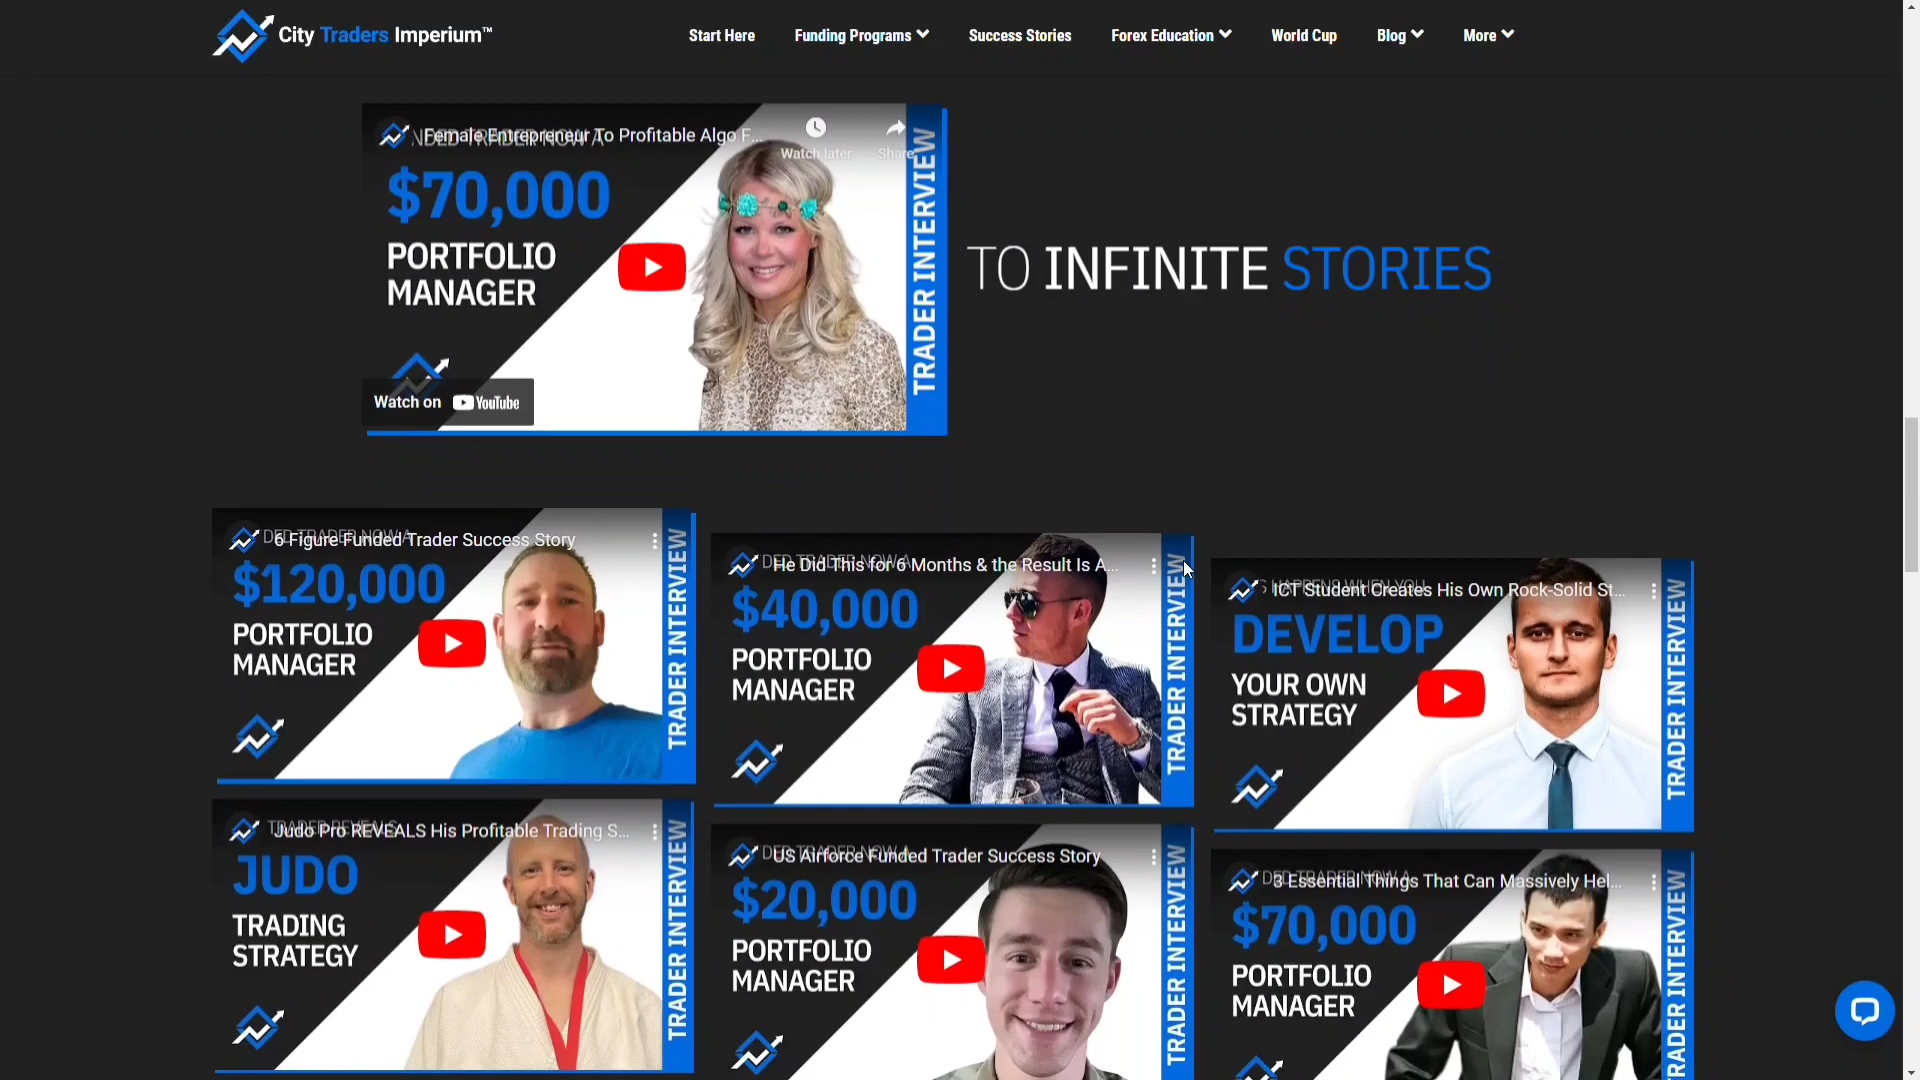 City Traders Imperium™
Start Here
Funding Programs
Success Stories
Forex Education
World Cup
Blog
More
Female Entrepreneur To Profitable Algo F...
Watch later
Share
$70,000
PORTFOLIO
MANAGER
TRADER INTERVIEW
Watch on YouTube
TO INFINITE STORIES
6 Figure Funded Trader Success Story
$120,000
PORTFOLIO
MANAGER
TRADER INTERVIEW
He Did This for 6 Months & the Result Is A...
$40,000
PORTFOLIO
MANAGER
TRADER INTERVIEW
ICT Student Creates His Own Rock-Solid St...
DEVELOP
YOUR OWN
STRATEGY
TRADER INTERVIEW
Judo Pro REVEALS His Profitable Trading S...
JUDO
TRADING
STRATEGY
TRADER INTERVIEW
US Airforce Funded Trader Success Story
$20,000
PORTFOLIO
MANAGER
TRADER INTERVIEW
3 Essential Things That Can Massively Hel...
$70,000
PORTFOLIO
MANAGER
TRADER INTERVIEW